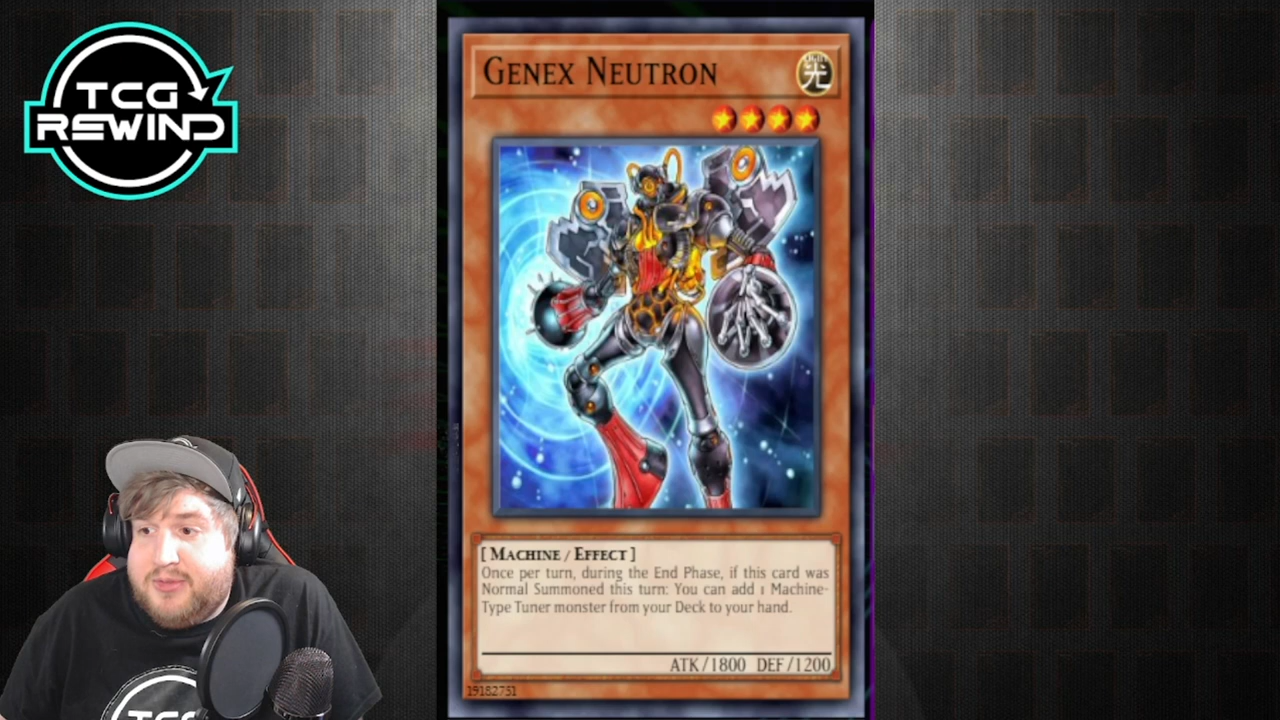 TCG
REWIND
GENEX NEUTRON
LIGHT
光
[ MACHINE / EFFECT ]
Once per turn, during the End Phase, if this card was
Normal Summoned this turn: You can add 1 Machine-
Type Tuner monster from your Deck to your hand.
ATK/1800 DEF/1200
19182751
TCG